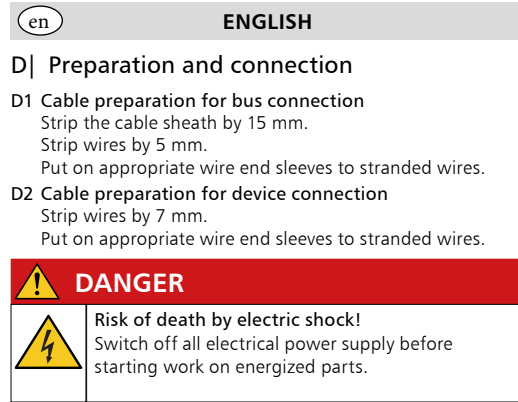 en
ENGLISH
D| Preparation and connection
D1 Cable preparation for bus connection
Strip the cable sheath by 15 mm.
Strip wires by 5 mm.
Put on appropriate wire end sleeves to stranded wires.
D2 Cable preparation for device connection
Strip wires by 7 mm.
Put on appropriate wire end sleeves to stranded wires.
DANGER
Risk of death by electric shock!
Switch off all electrical power supply before
starting work on energized parts.